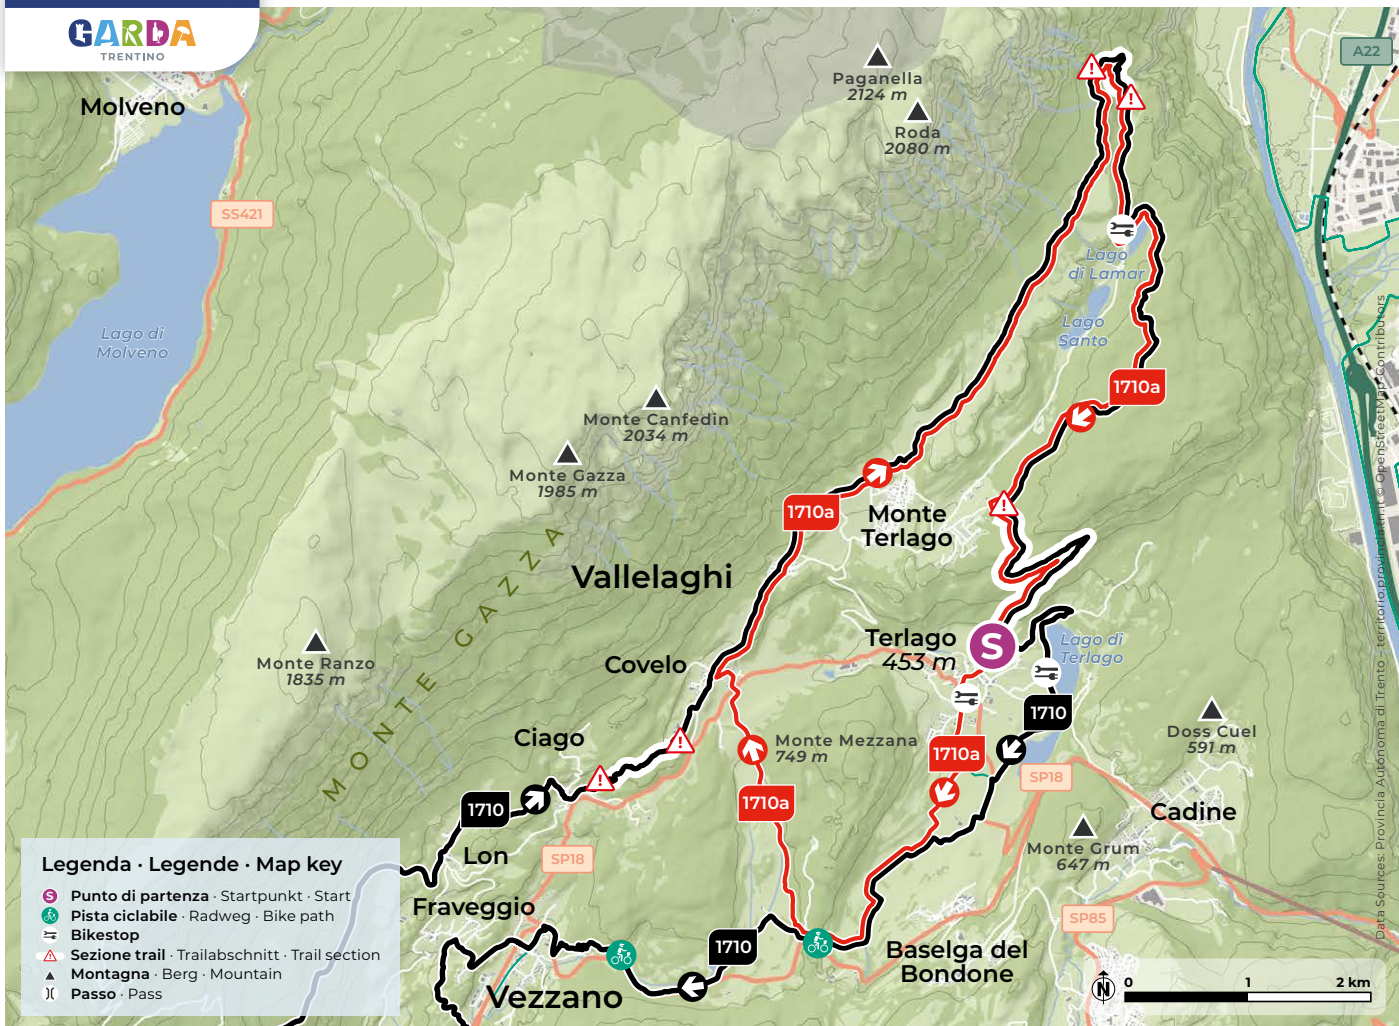 GARDA
TRENTINO
A22
Molveno
Paganella
2124 m
Roda
2080 m
SS421
Lago
di Lamar
Lago di
Molveno
Lago
Santo
1710a
Monte Canfedin
2034 m
Monte Gazza
1985 m
1710a
Monte
Terlago
MONTE GAZZA
Vallelaghi
Terlago
453 m
S
Lago di
Terlago
Monte Ranzo
1835 m
Covelo
1710
Doss Cuel
591 m
Ciago
Monte Mezzana
749 m
1710a
SP18
1710a
1710
Cadine
Lon
SP18
Monte Grum
647 m
Fraveggio
SP85
1710
Baselga del
Bondone
Vezzano
Legenda · Legende · Map key
S Punto di partenza · Startpunkt · Start
Pista ciclabile · Radweg · Bike path
Bikestop
Sezione trail · Trailabschnitt · Trail section
Montagna · Berg · Mountain
Passo · Pass
N
0 1 2 km
Data Sources: Provincia Autonoma di Trento – territorio.provincia.tn.it © OpenStreetMap Contributors